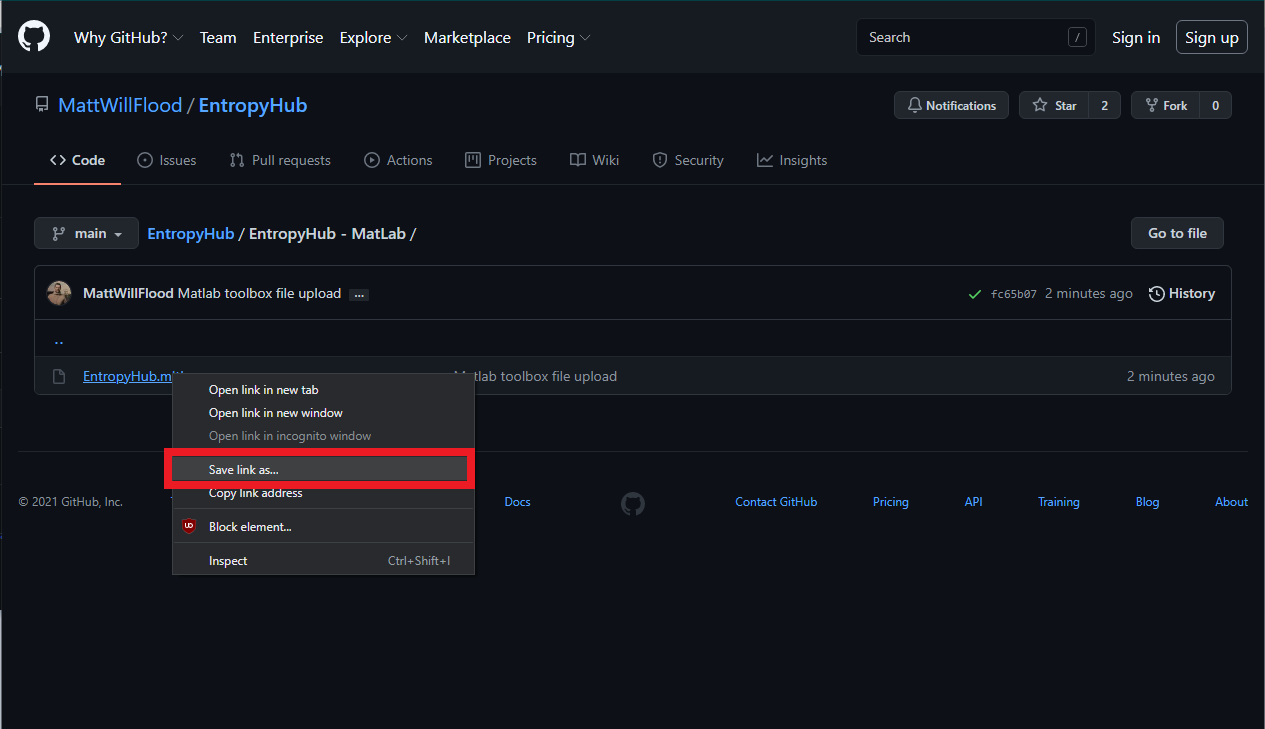 Why GitHub? Team Enterprise Explore Marketplace Pricing Search / Sign in Sign up
MattWillFlood / EntropyHub Notifications Star 2 Fork 0
Code Issues Pull requests Actions Projects Wiki Security Insights
main EntropyHub / EntropyHub - MatLab / Go to file
MattWillFlood Matlab toolbox file upload ... fc65b07 2 minutes ago History
..
Matlab toolbox file upload 2 minutes ago
Open link in new tab
Open link in new window
Open link in incognito window
Save link as...
Copy link address
© 2021 GitHub, Inc. Docs Contact GitHub Pricing API Training Blog About
UD Block element...
Inspect Ctrl+Shift+I